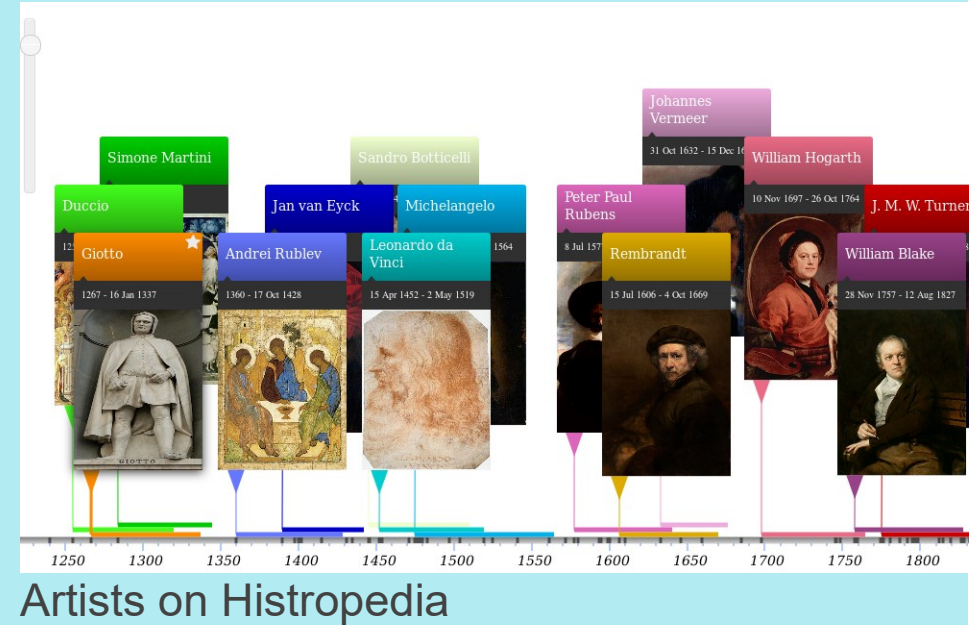 Johannes
Vermeer
31 Oct 1632 - 15 Dec
Simone Martini
Sandro Botticelli
William Hogarth
10 Nov 1697 - 26 Oct 1764
Duccio
Jan van Eyck
Michelangelo
1564
Peter Paul
Rubens
8 Jul
J. M. W. Turner
Giotto
1267 - 16 Jan 1337
Andrei Rublev
1360 - 17 Oct 1428
Leonardo da
Vinci
15 Apr 1452 - 2 May 1519
Rembrandt
15 Jul 1606 - 4 Oct 1669
William Blake
28 Nov 1757 - 12 Aug 1827
GIOTTO
1250 1300 1350 1400 1450 1500 1550 1600 1650 1700 1750 1800
Artists on Histropedia